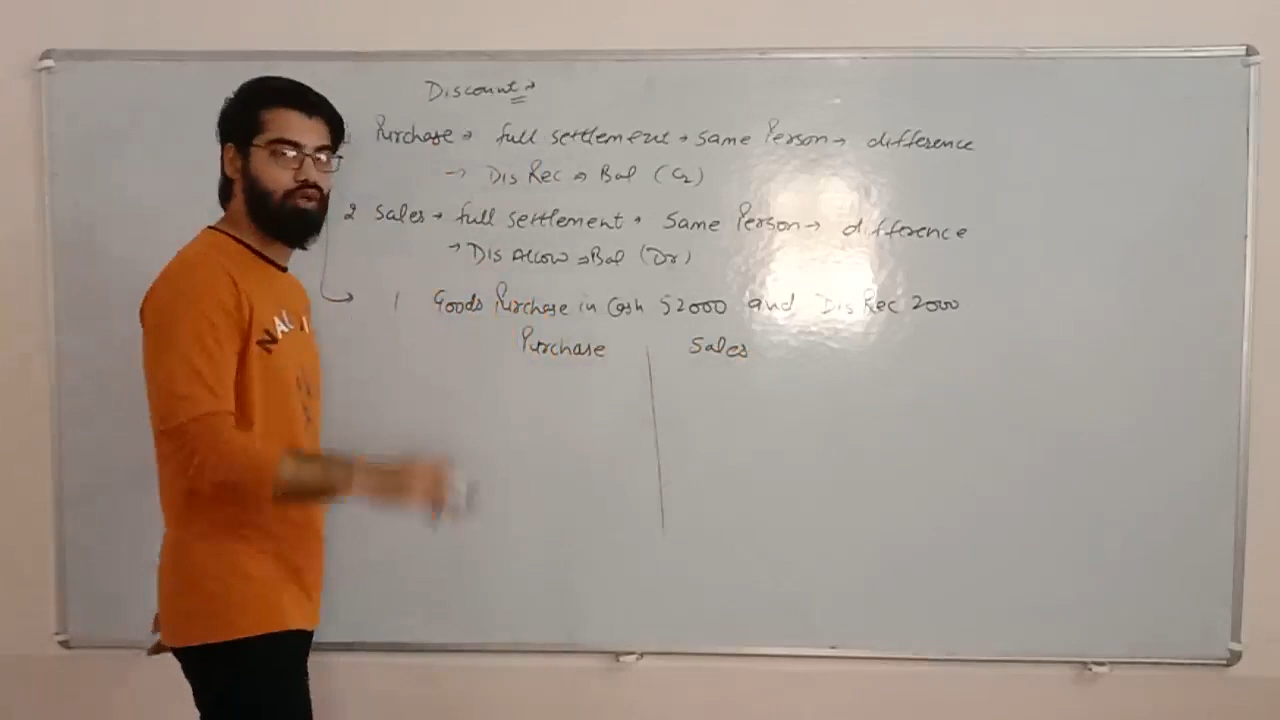 Discount →
Purchase → full settlement → same Person → difference
→ Dis Rec → Bal (Cr)
2 Sales → full settlement → Same Person → difference
→ Dis Allow → Bal (Dr)
1 Goods Purchase in Cash 52000 and Dis Rec 2000
Purchase Sales